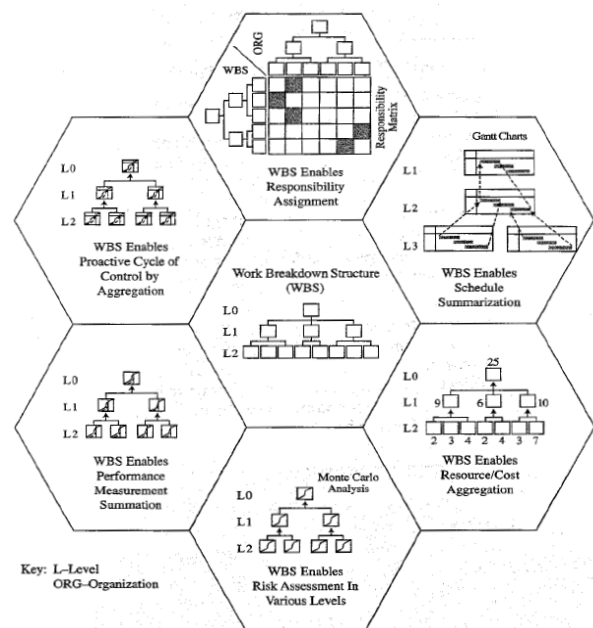 ORG
WBS
Responsibility
Matrix
WBS Enables
Responsibility
Assignment
L0
L1
L2
WBS Enables
Proactive Cycle of
Control by
Aggregation
Gantt Charts
L1
L2
L3
WBS Enables
Schedule
Summarization
Work Breakdown Structure
(WBS)
L0
L1
L2
L0
L1
L2
WBS Enables
Performance
Measurement
Summation
25
L0
L1 9 6 10
L2
2 3 4 2 4 3 7
WBS Enables
Resource/Cost
Aggregation
Monte Carlo
Analysis
L0
L1
L2
WBS Enables
Risk Assessment In
Various Levels
Key: L–Level
ORG–Organization